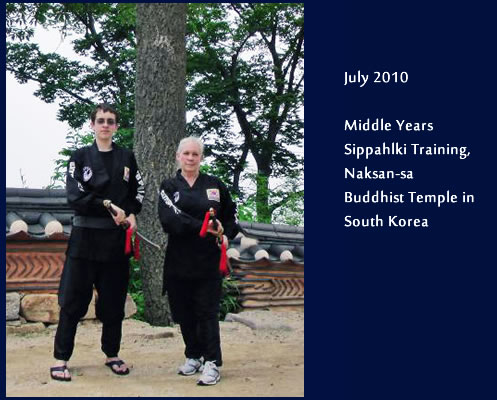 July 2010
Middle Years
Sippahlki Training,
Naksan-sa
Buddhist Temple in
South Korea